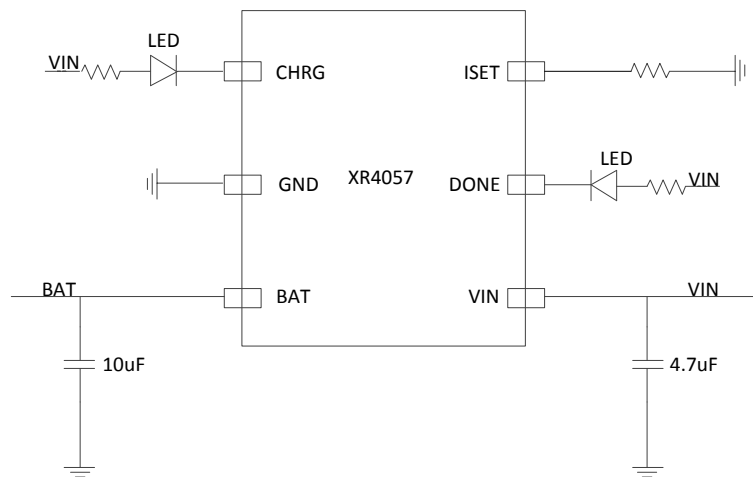 LED
VIN
CHRG
ISET
LED
GND
XR4057
DONE
VIN
BAT
BAT
VIN
VIN
10uF
4.7uF